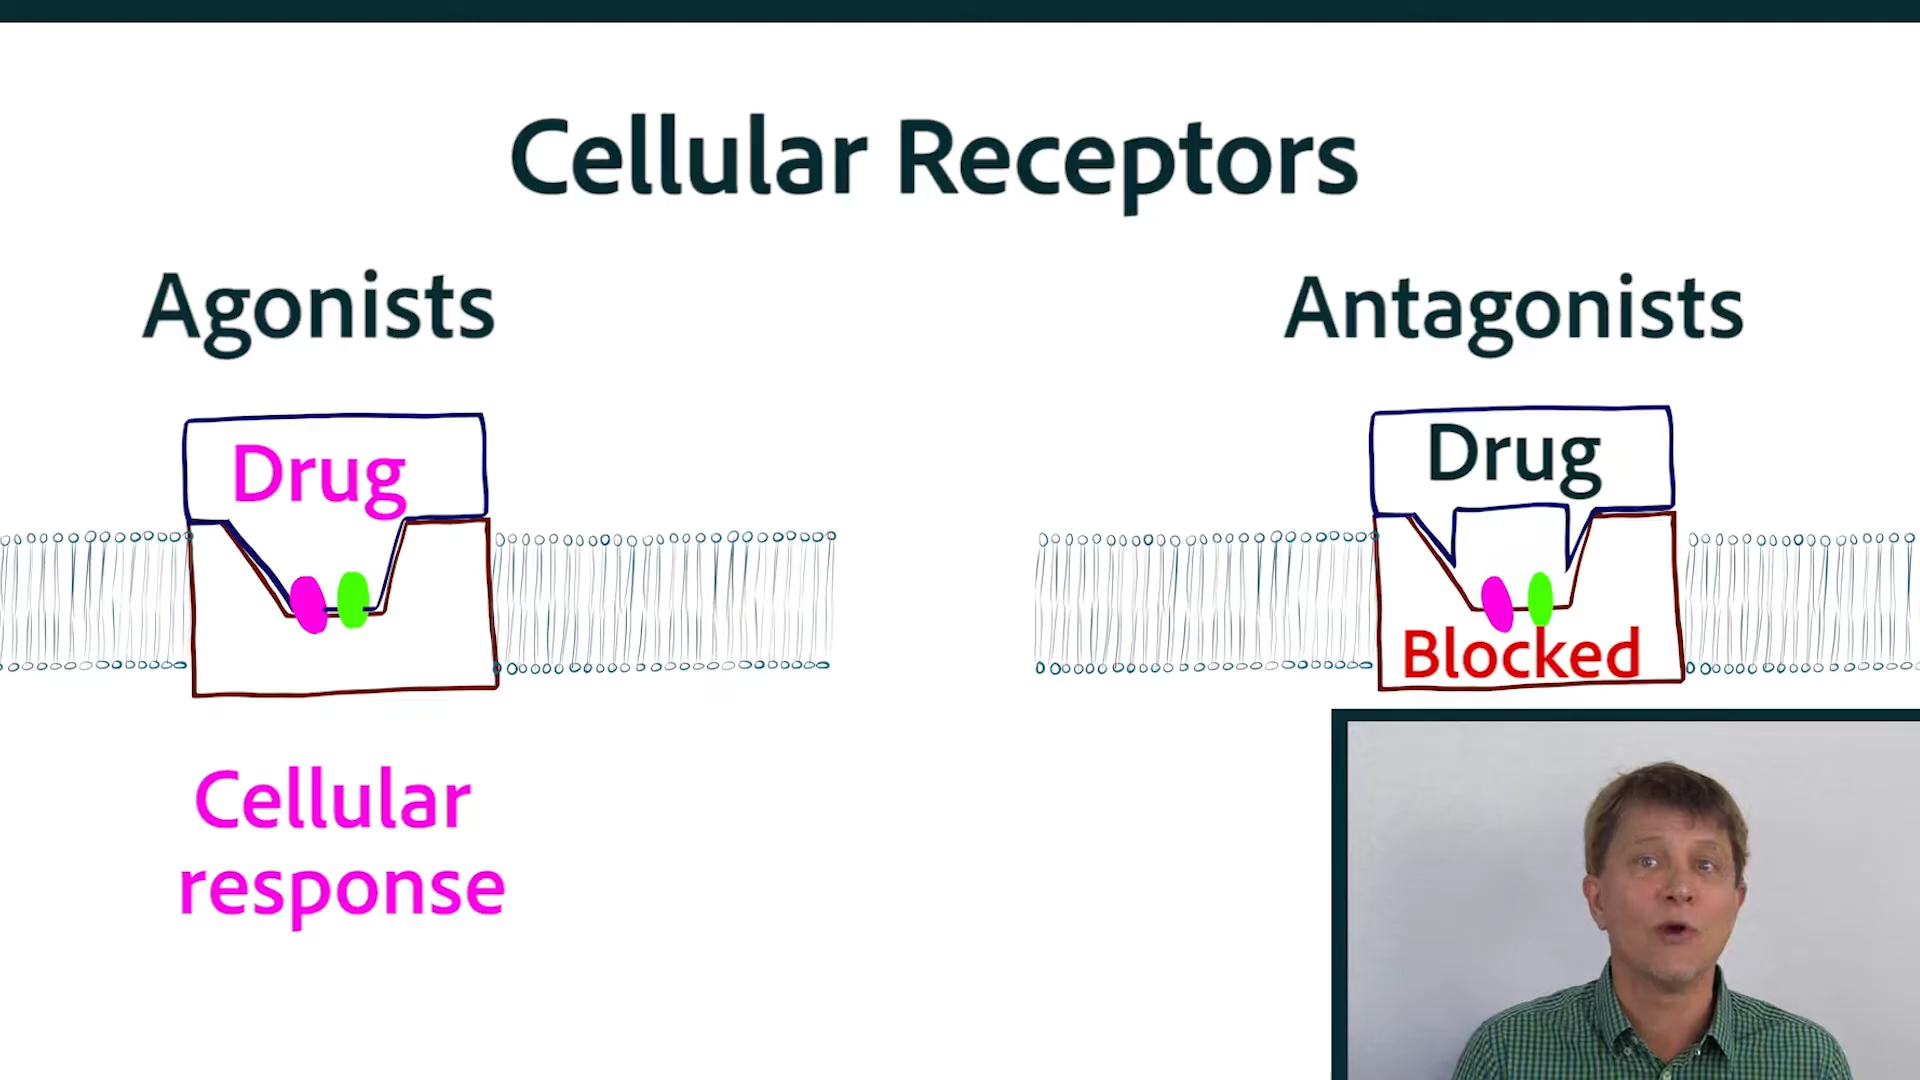 Cellular Receptors
Agonists
Antagonists
Drug
Drug
Blocked
Cellular
response